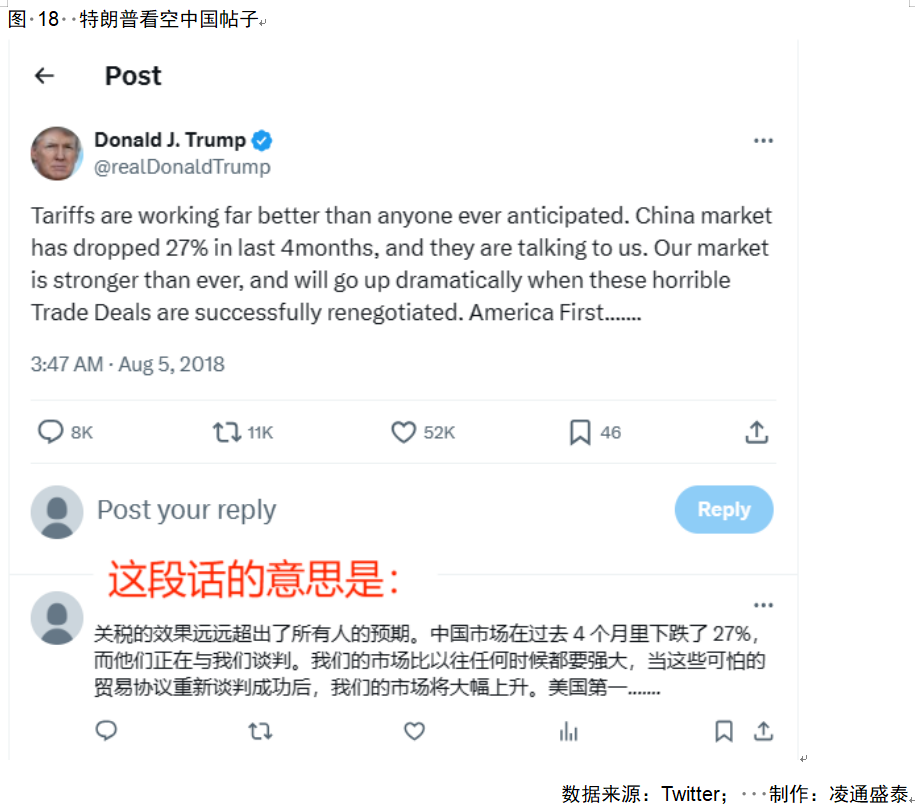 图 18  特朗普看空中国帖子
Post
Donald J. Trump
@realDonaldTrump
Tariffs are working far better than anyone ever anticipated. China market
has dropped 27% in last 4months, and they are talking to us. Our market
is stronger than ever, and will go up dramatically when these horrible
Trade Deals are successfully renegotiated. America First.......
3:47 AM · Aug 5, 2018
8K 11K 52K 46
Post your reply Reply
这段话的意思是：
关税的效果远远超出了所有人的预期。中国市场在过去 4 个月里下跌了 27%，
而他们正在与我们谈判。我们的市场比以往任何时候都要强大，当这些可怕的
贸易协议重新谈判成功后，我们的市场将大幅上升。美国第一.......
数据来源：Twitter；   制作：凌通盛泰